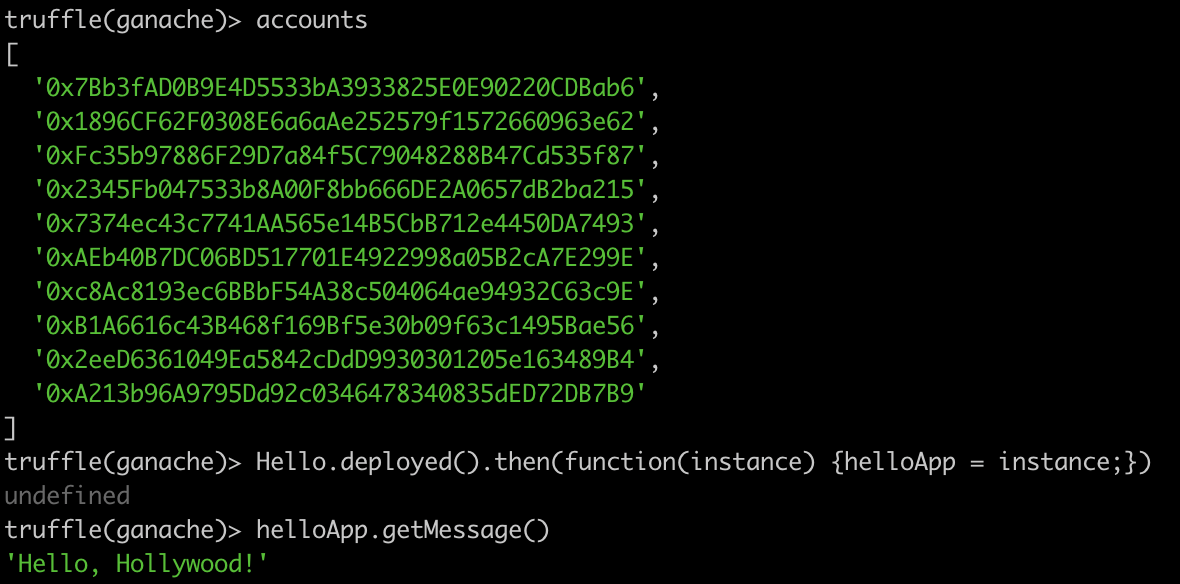 truffle(ganache)> accounts
[
  '0x7Bb3fAD0B9E4D5533bA3933825E0E90220CDBab6',
  '0x1896CF62F0308E6a6aAe252579f1572660963e62',
  '0xFc35b97886F29D7a84f5C79048288B47Cd535f87',
  '0x2345Fb047533b8A00F8bb666DE2A0657dB2ba215',
  '0x7374ec43c7741AA565e14B5CbB712e4450DA7493',
  '0xAEb40B7DC06BD517701E4922998a05B2cA7E299E',
  '0xc8Ac8193ec6BBbF54A38c504064ae94932C63c9E',
  '0xB1A6616c43B468f169Bf5e30b09f63c1495Bae56',
  '0x2eeD6361049Ea5842cDdD9930301205e163489B4',
  '0xA213b96A9795Dd92c0346478340835dED72DB7B9'
]
truffle(ganache)> Hello.deployed().then(function(instance) {helloApp = instance;})
undefined
truffle(ganache)> helloApp.getMessage()
'Hello, Hollywood!'